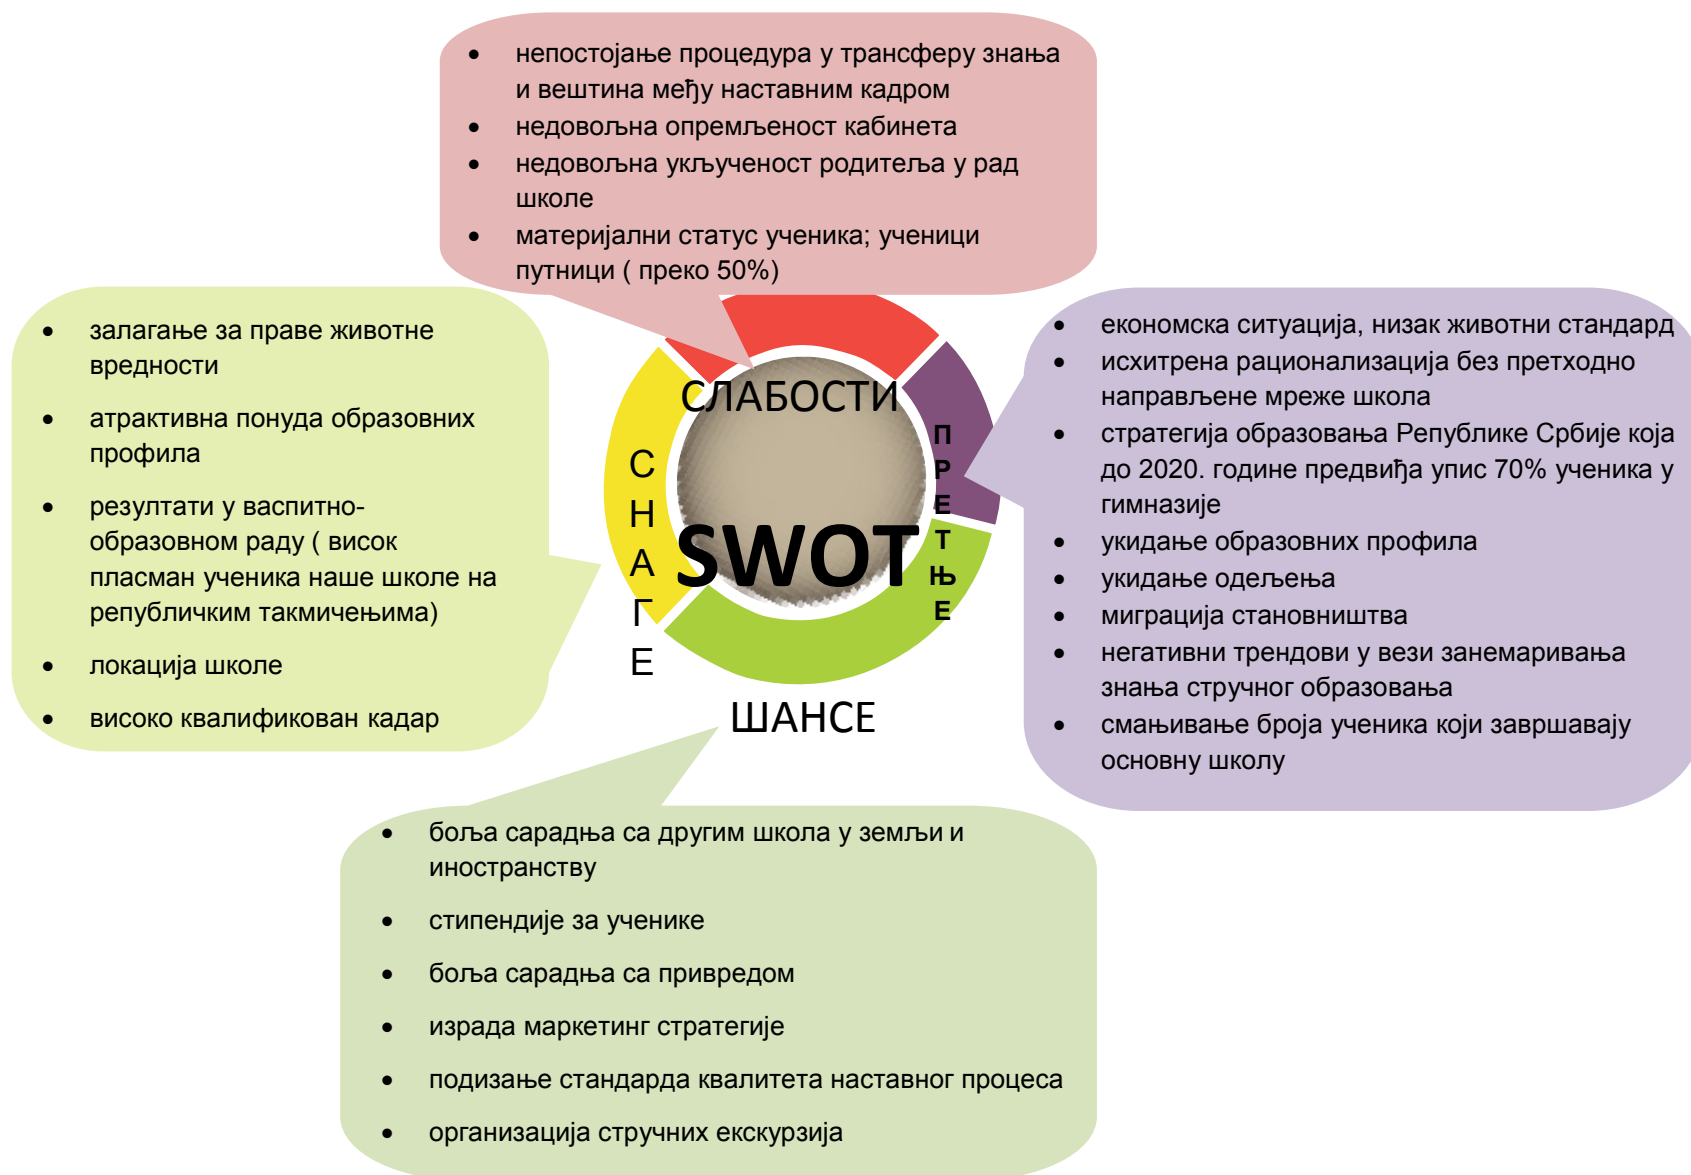 непостојање процедура у трансферу знања
и вештина међу наставним кадром
недовољна опремљеност кабинета
недовољна укљученост родитеља у рад
школе
материјални статус ученика; ученици
путници ( преко 50%)
залагање за праве животне
вредности
атрактивна понуда образовних
профила
резултати у васпитно-
образовном раду ( висок
пласман ученика наше школе на
републичким такмичењима)
локација школе
високо квалификован кадар
СЛАБОСТИ
СНАГЕ
SWOT
ПРЕТЊЕ
ШАНСЕ
економска ситуација, низак животни стандард
исхитрена рационализација без претходно
направљене мреже школа
стратегија образовања Републике Србије која
до 2020. године предвиђа упис 70% ученика у
гимназије
укидање образовних профила
укидање одељења
миграција становништва
негативни трендови у вези занемаривања
знања стручног образовања
смањивање броја ученика који завршавају
основну школу
боља сарадња са другим школа у земљи и
иностранству
стипендије за ученике
боља сарадња са привредом
израда маркетинг стратегије
подизање стандарда квалитета наставног процеса
организација стручних екскурзија